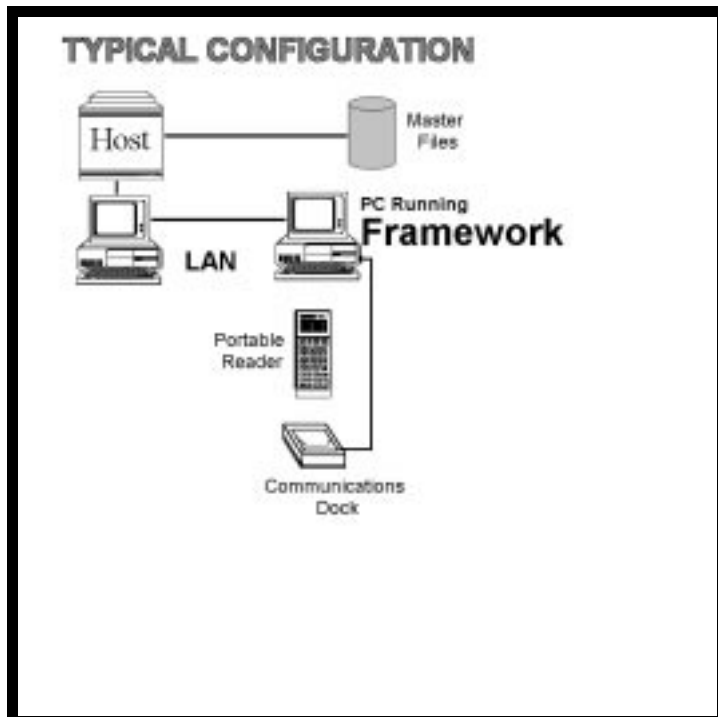 TYPICAL CONFIGURATION
Host
Master
Files
PC Running
Framework
LAN
Portable
Reader
Communications
Dock